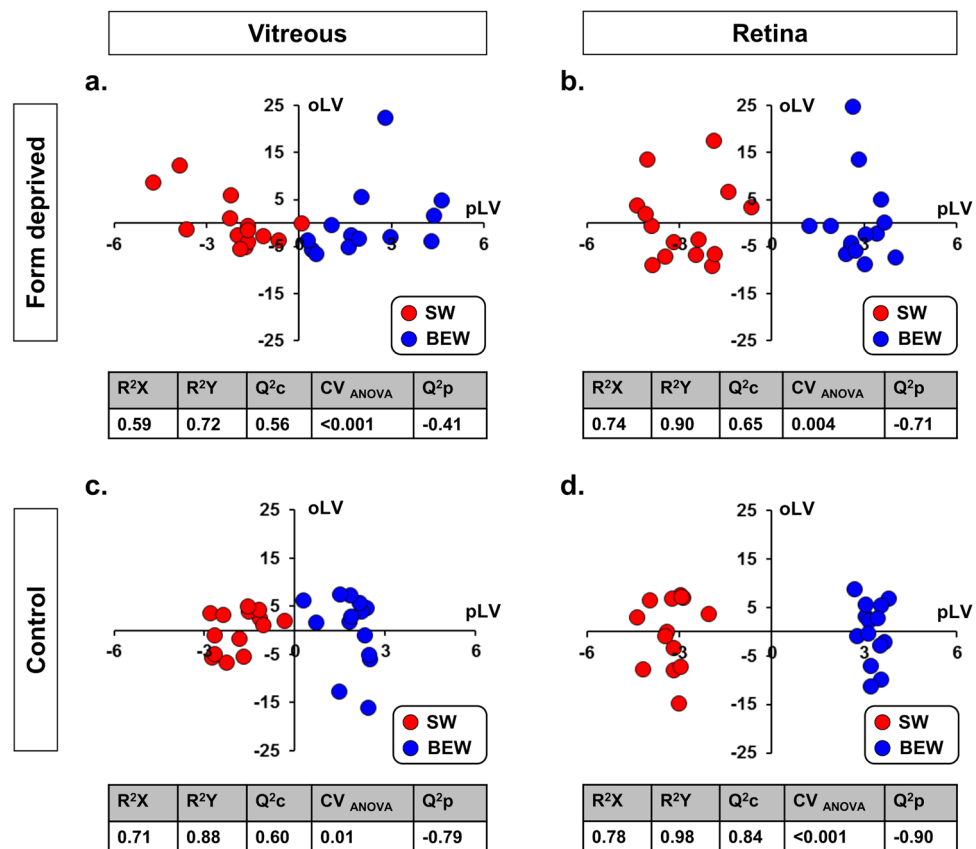 Vitreous
Retina
Form deprived
a.
25
oLV
15
5
pLV
-6
-3
0
3
6
-5
-15
-25
SW
BEW
R²X R²Y Q²c CV ANOVA Q²p
0.59 0.72 0.56 <0.001 -0.41
b.
25
oLV
15
5
pLV
-6
-3
0
3
6
-5
-15
-25
SW
BEW
R²X R²Y Q²c CV ANOVA Q²p
0.74 0.90 0.65 0.004 -0.71
Control
c.
25
oLV
15
5
pLV
-6
-3
0
3
6
-5
-15
-25
SW
BEW
R²X R²Y Q²c CV ANOVA Q²p
0.71 0.88 0.60 0.01 -0.79
d.
25
oLV
15
5
pLV
-6
-3
0
3
6
-5
-15
-25
SW
BEW
R²X R²Y Q²c CV ANOVA Q²p
0.78 0.98 0.84 <0.001 -0.90